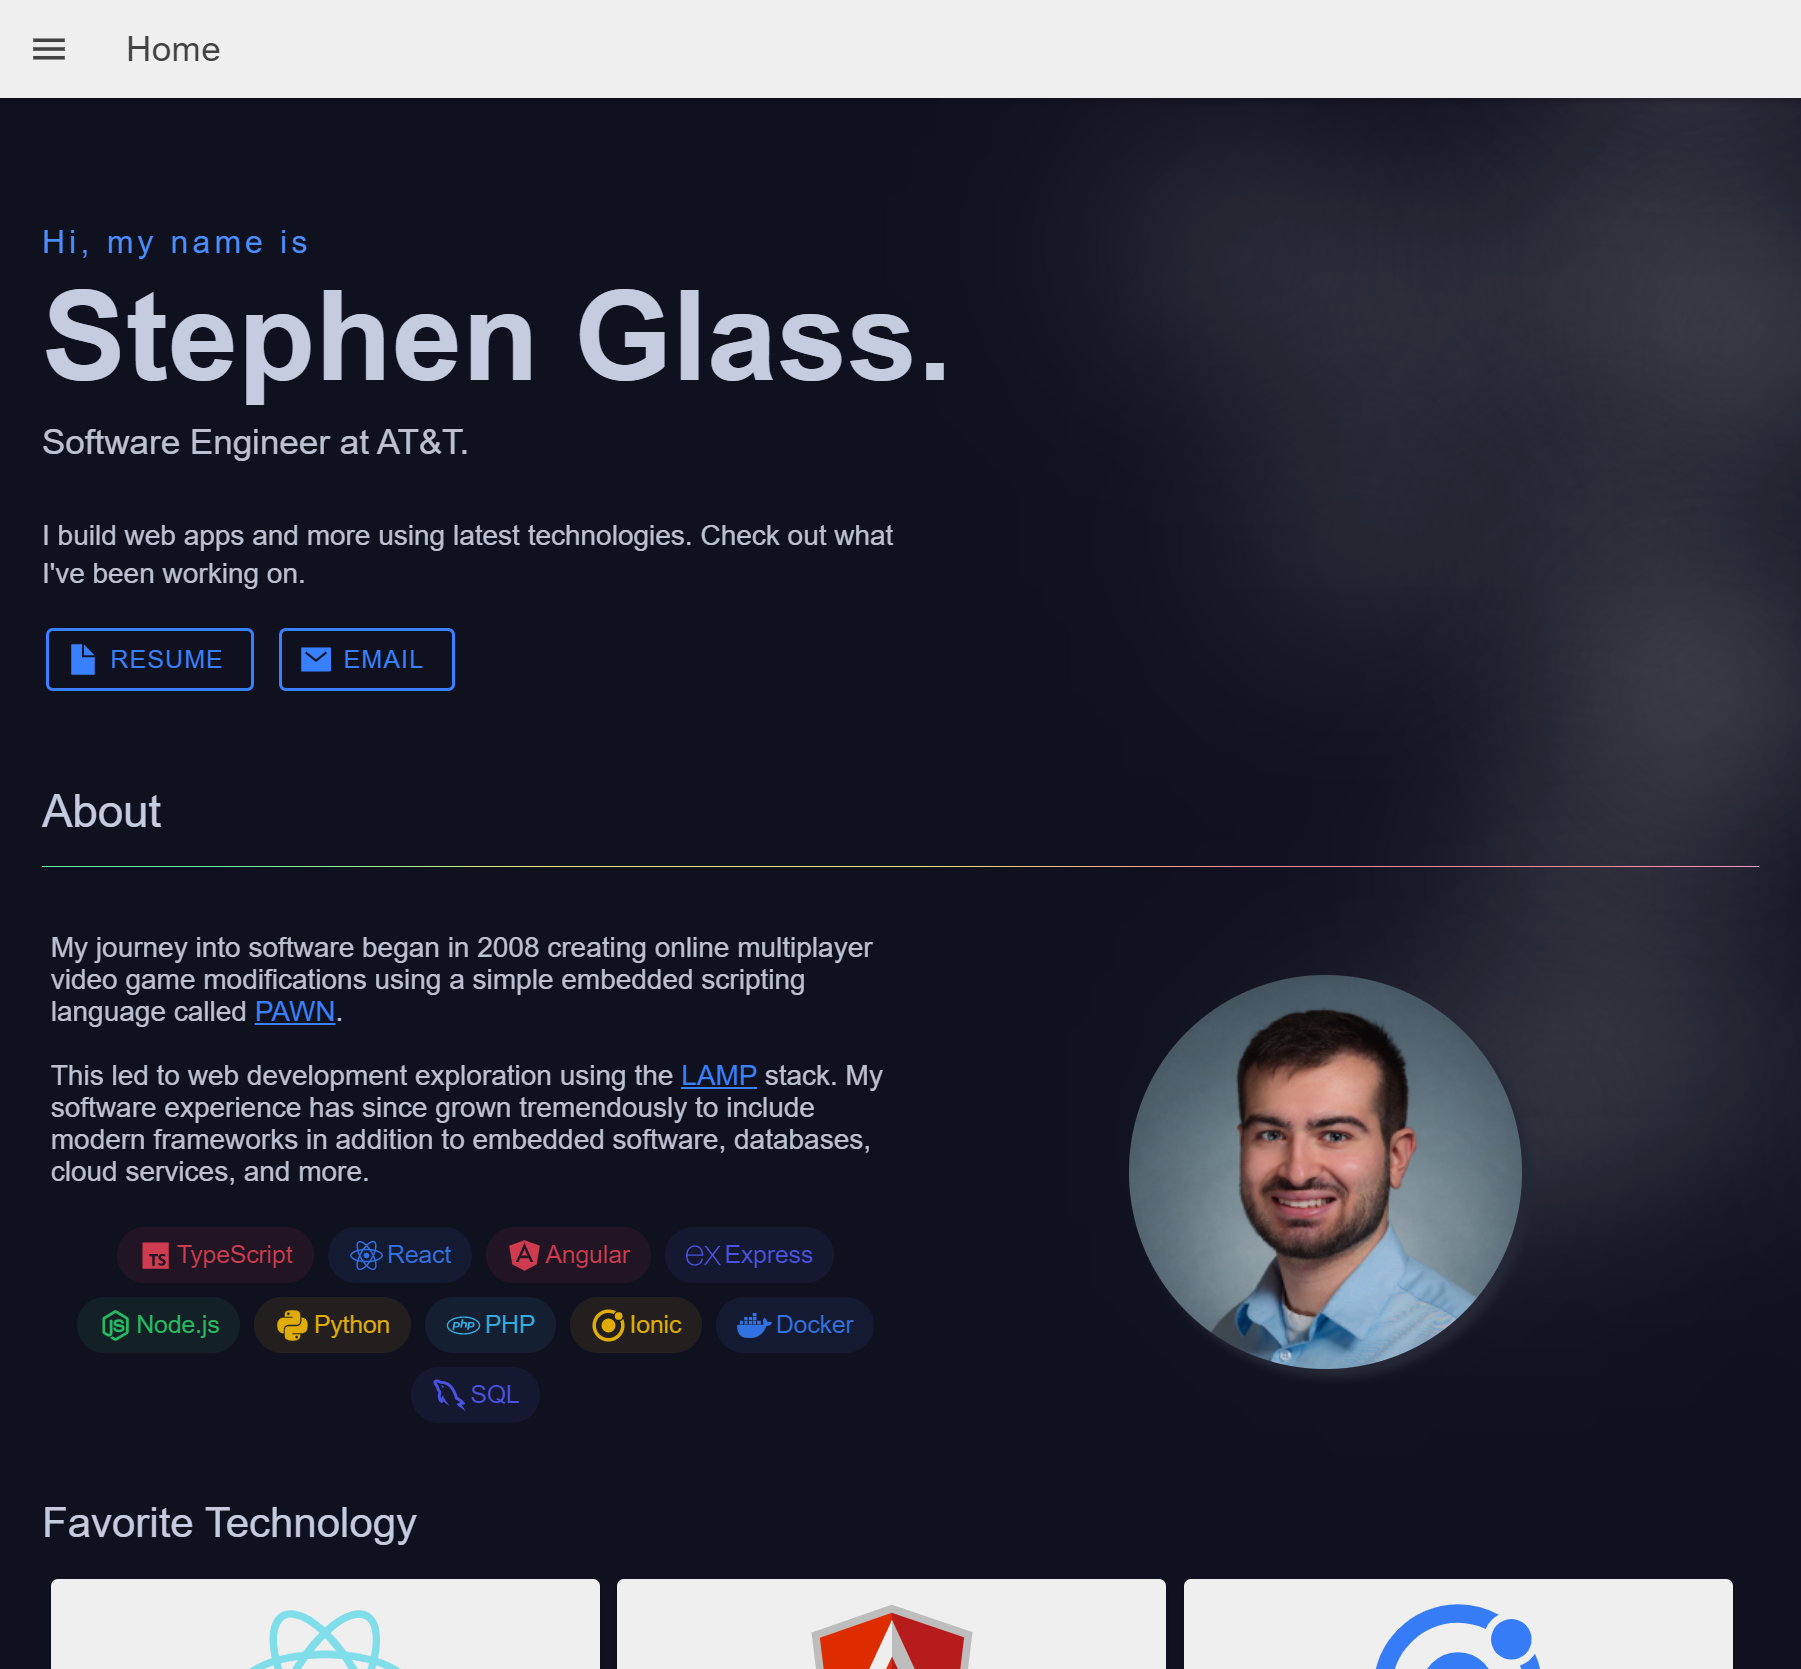 Home
Hi, my name is
Stephen Glass.
Software Engineer at AT&T.
I build web apps and more using latest technologies. Check out what
I've been working on.
RESUME EMAIL
About
My journey into software began in 2008 creating online multiplayer
video game modifications using a simple embedded scripting
language called PAWN.
This led to web development exploration using the LAMP stack. My
software experience has since grown tremendously to include
modern frameworks in addition to embedded software, databases,
cloud services, and more.
TS TypeScript React A Angular ex Express
JS Node.js Python php PHP Ionic Docker
SQL
Favorite Technology